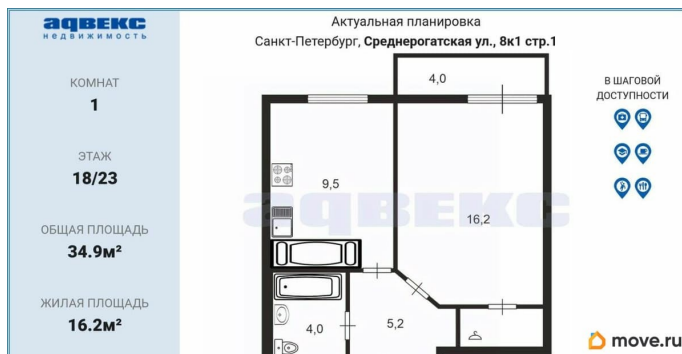 адвекс
НЕДВИЖИМОСТЬ
КОМНАТ
1
ЭТАЖ
18/23
ОБЩАЯ ПЛОЩАДЬ
34.9м²
ЖИЛАЯ ПЛОЩАДЬ
16.2м²
Актуальная планировка
Санкт-Петербург, Среднерогатская ул., 8к1 стр.1
4,0
9,5
адвекс
16,2
4,0
5,2
В ШАГОВОЙ
ДОСТУПНОСТИ
move.ru